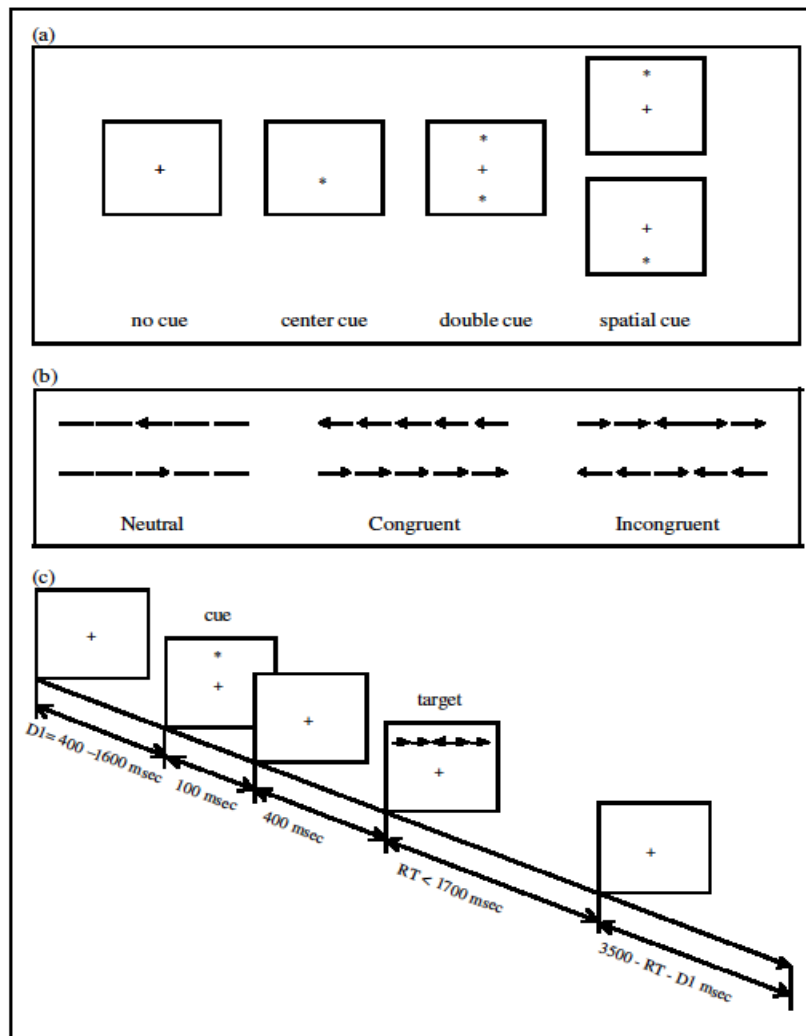 (a)
no cue center cue double cue spatial cue
(b)
Neutral Congruent Incongruent
(c)
cue
target
D1= 400 –1600 msec
100 msec
400 msec
RT < 1700 msec
3500 - RT - D1 msec